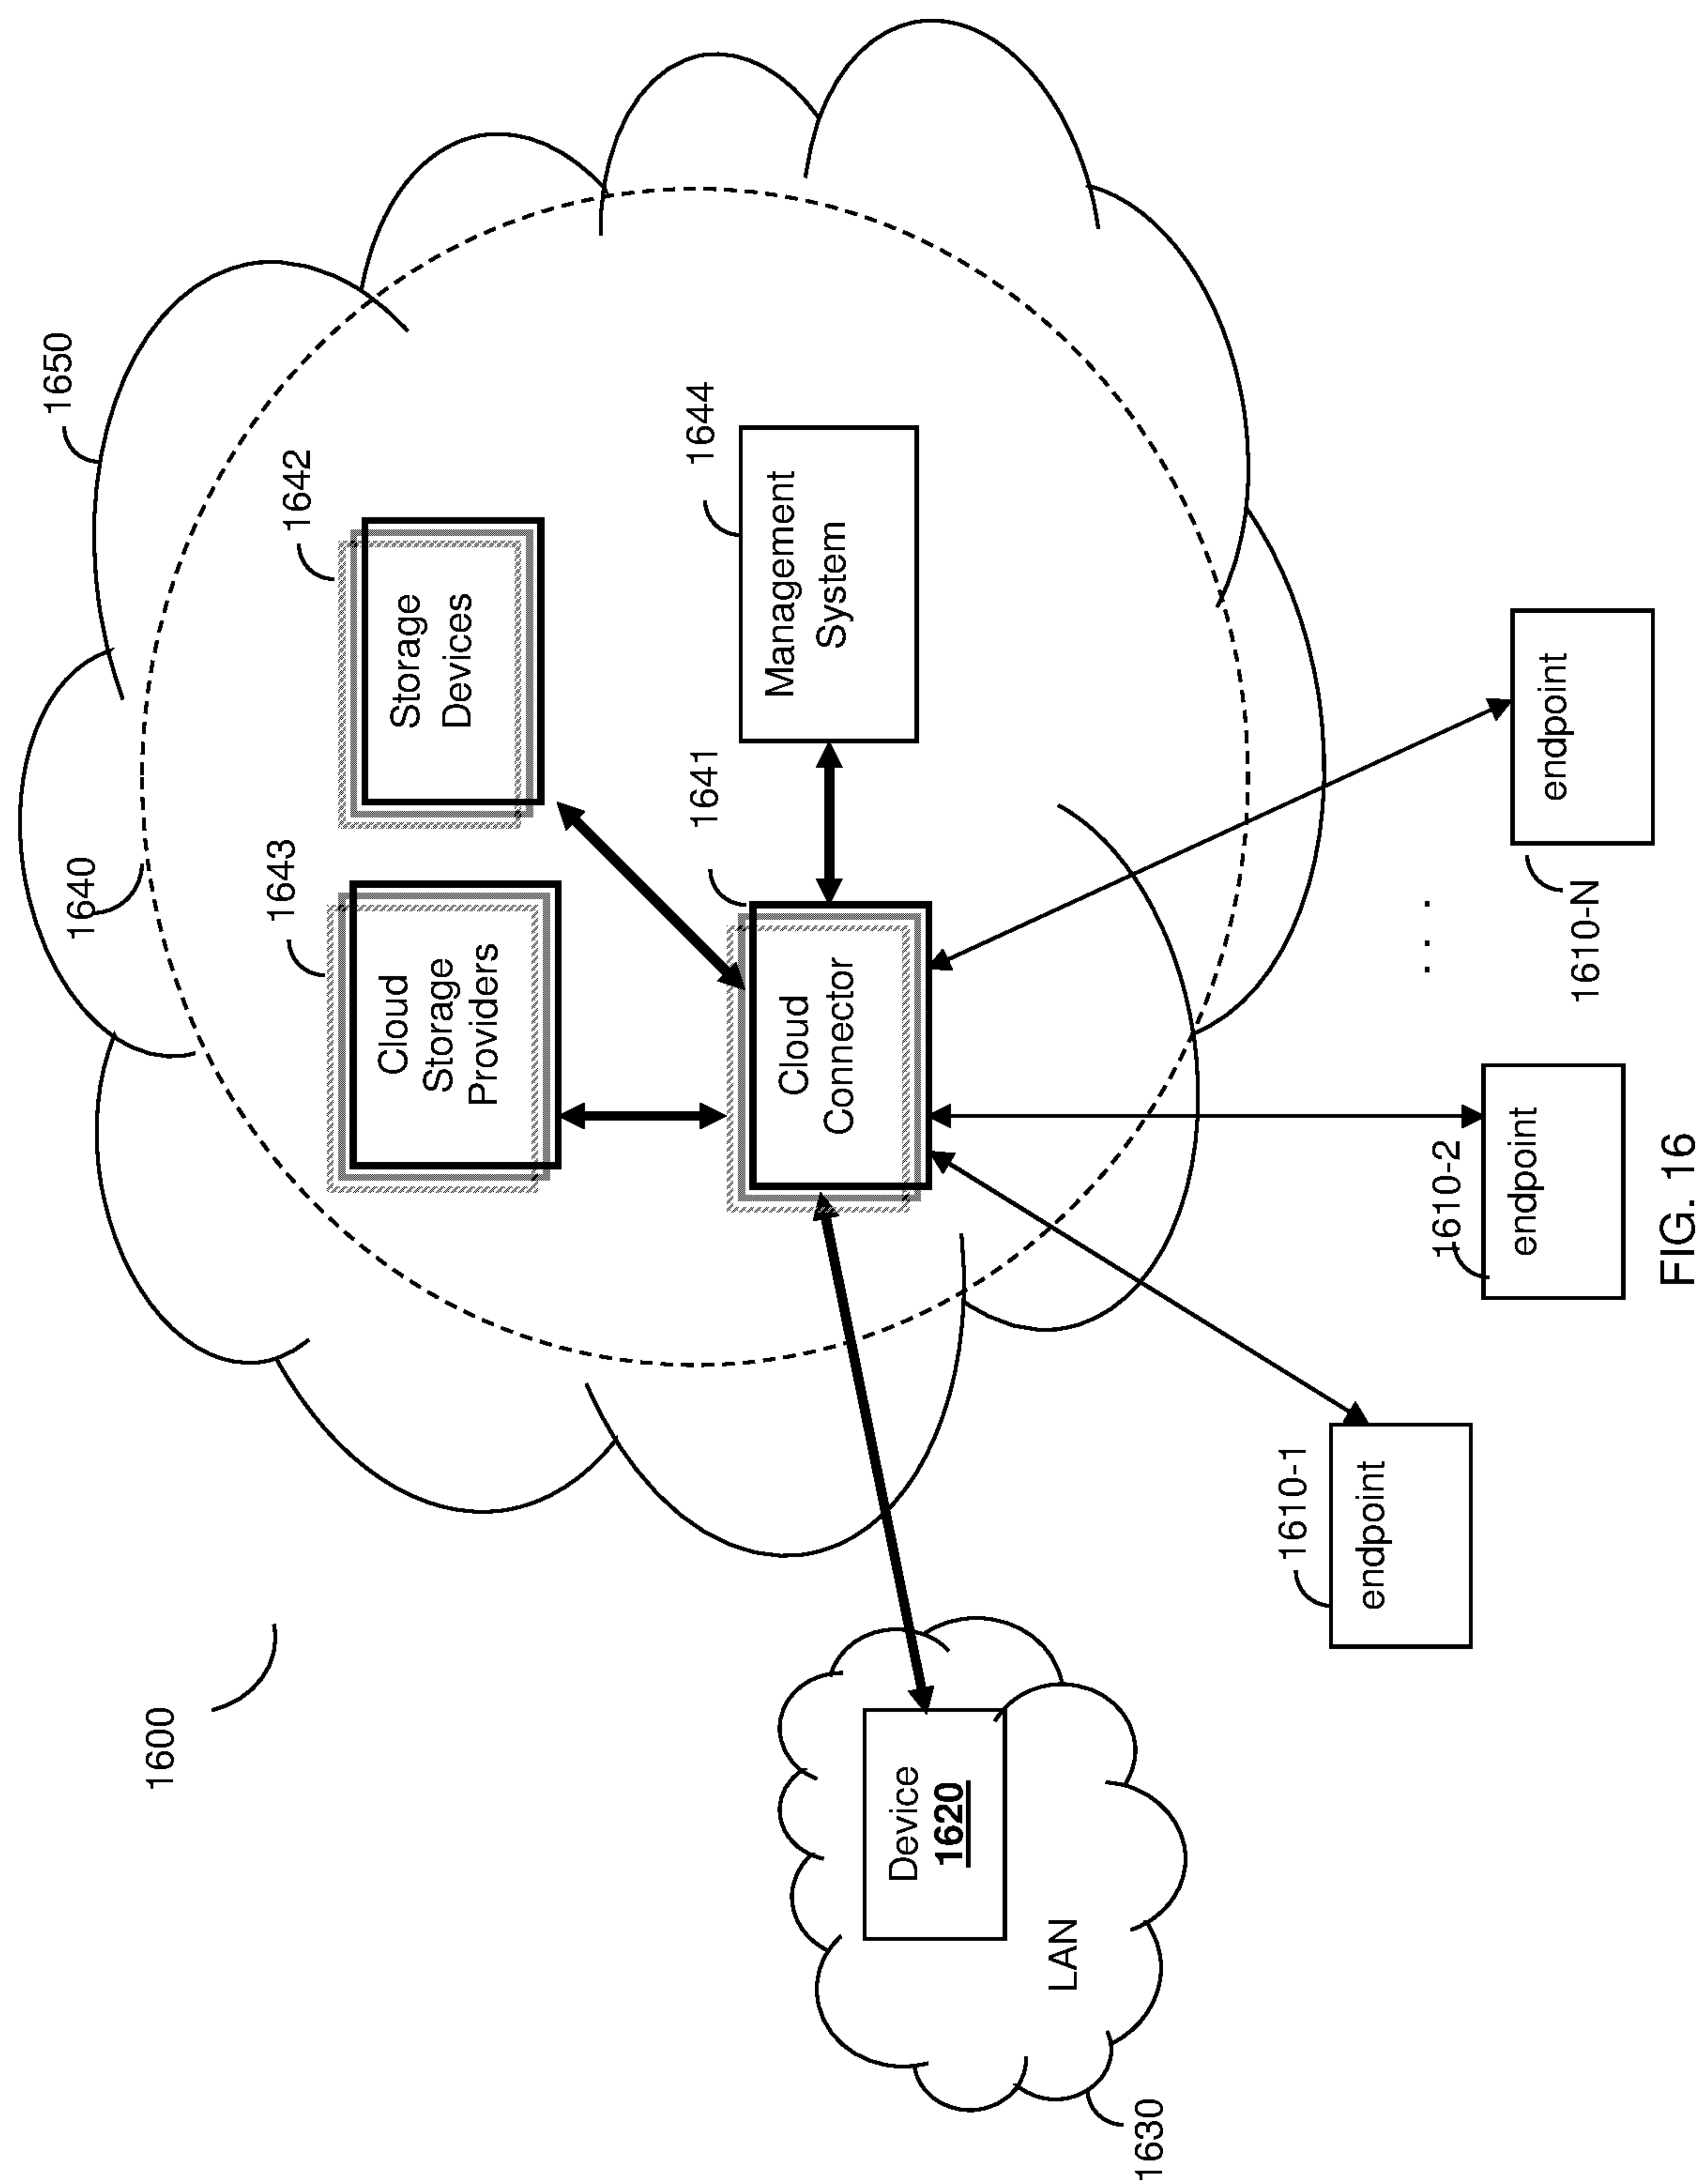 1600
1640
1650
1643
1642
Cloud
Storage
Providers
Storage
Devices
1641
1644
Cloud
Connector
Management
System
Device
1620
LAN
1630
1610-1
endpoint
1610-2
endpoint
. . .
1610-N
endpoint
FIG. 16